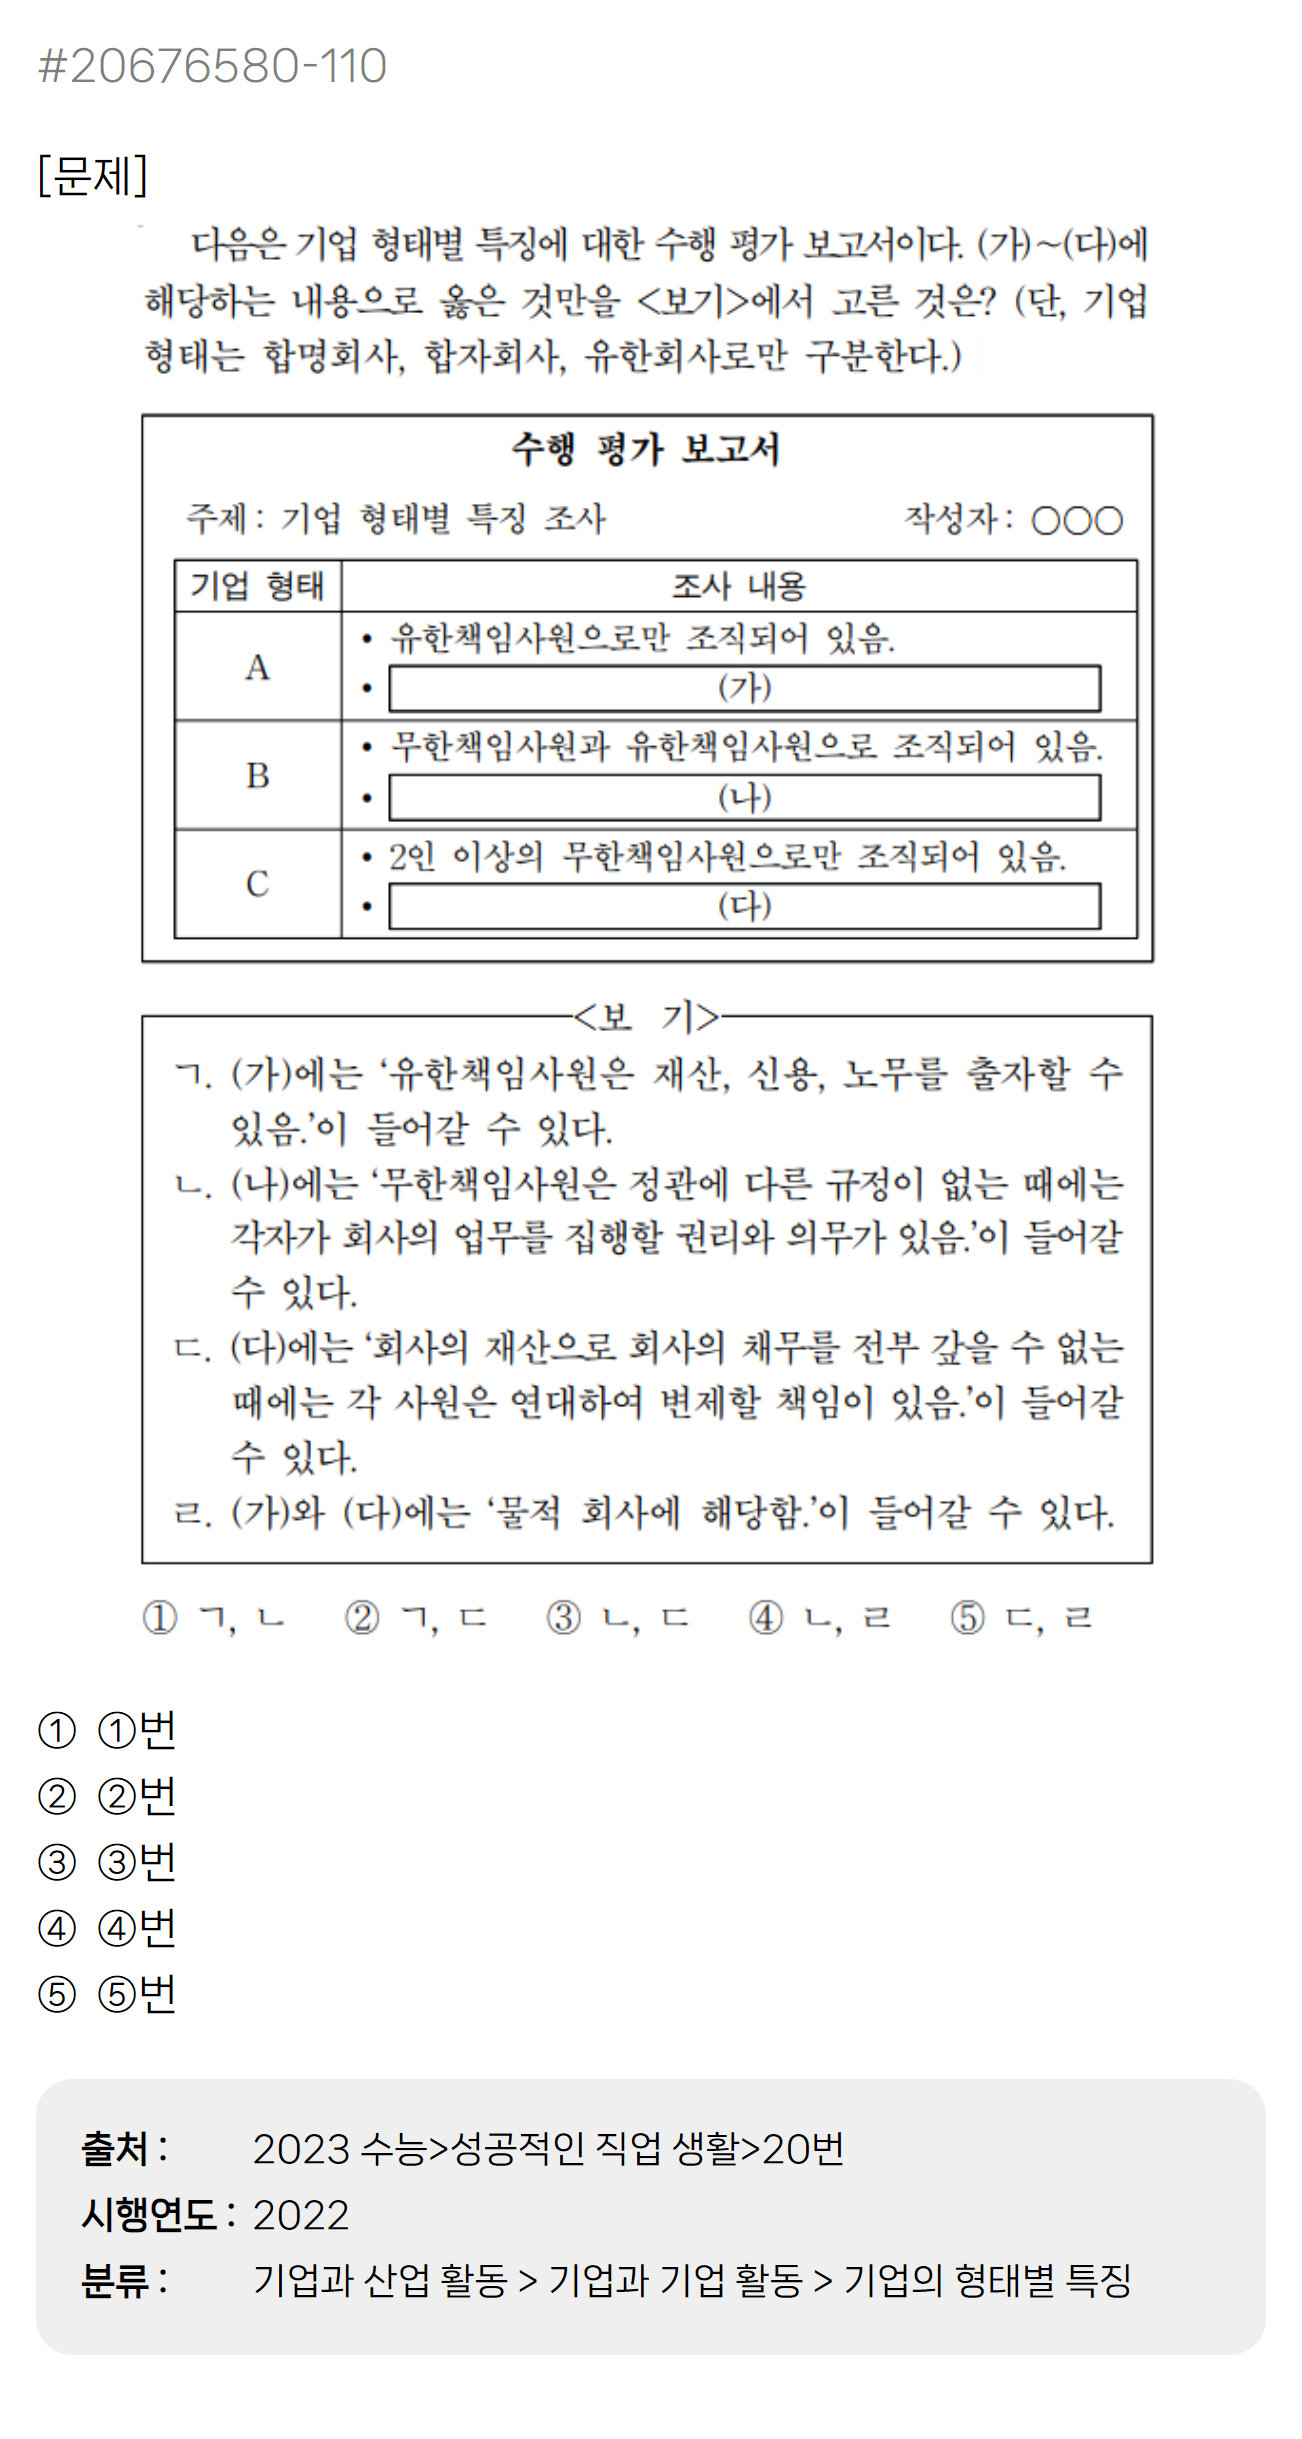 #20676580-110
[문제]
다음은 기업 형태별 특징에 대한 수행 평가 보고서이다. (가)~(다)에
해당하는 내용으로 옳은 것만을 <보기>에서 고른 것은? (단, 기업
형태는 합명회사, 합자회사, 유한회사로만 구분한다.)
수행 평가 보고서
주제 : 기업 형태별 특징 조사 작성자 : ○○○
기업 형태 조사 내용
A
• 유한책임사원으로만 조직되어 있음.
• (가)
B
• 무한책임사원과 유한책임사원으로 조직되어 있음.
• (나)
C
• 2인 이상의 무한책임사원으로만 조직되어 있음.
• (다)
<보 기>
ㄱ. (가)에는 ‘유한책임사원은 재산, 신용, 노무를 출자할 수
있음.’이 들어갈 수 있다.
ㄴ. (나)에는 ‘무한책임사원은 정관에 다른 규정이 없는 때에는
각자가 회사의 업무를 집행할 권리와 의무가 있음.’이 들어갈
수 있다.
ㄷ. (다)에는 ‘회사의 재산으로 회사의 채무를 전부 갚을 수 없는
때에는 각 사원은 연대하여 변제할 책임이 있음.’이 들어갈
수 있다.
ㄹ. (가)와 (다)에는 ‘물적 회사에 해당함.’이 들어갈 수 있다.
① ㄱ, ㄴ ② ㄱ, ㄷ ③ ㄴ, ㄷ ④ ㄴ, ㄹ ⑤ ㄷ, ㄹ
① ①번
② ②번
③ ③번
④ ④번
⑤ ⑤번
출처 : 2023 수능>성공적인 직업 생활>20번
시행연도 : 2022
분류 : 기업과 산업 활동 > 기업과 기업 활동 > 기업의 형태별 특징